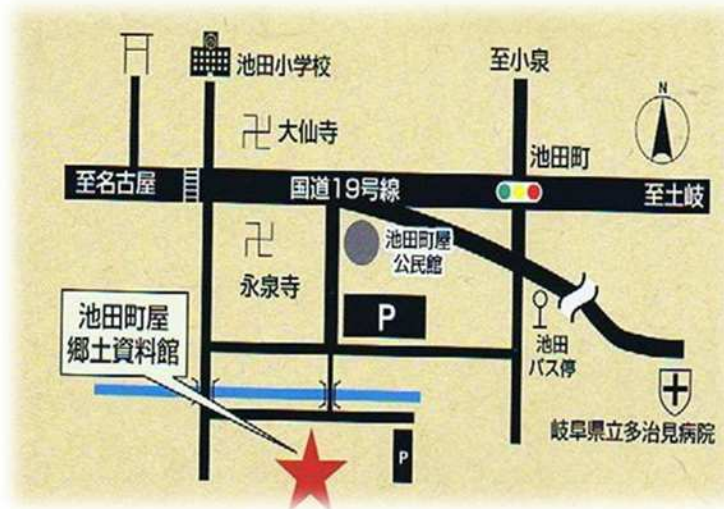 池田小学校
至小泉
N
大仙寺
池田町
至名古屋
国道19号線
至土岐
永泉寺
池田町屋
公民館
P
池田町屋
郷土資料館
池田
バス停
岐阜県立多治見病院
P